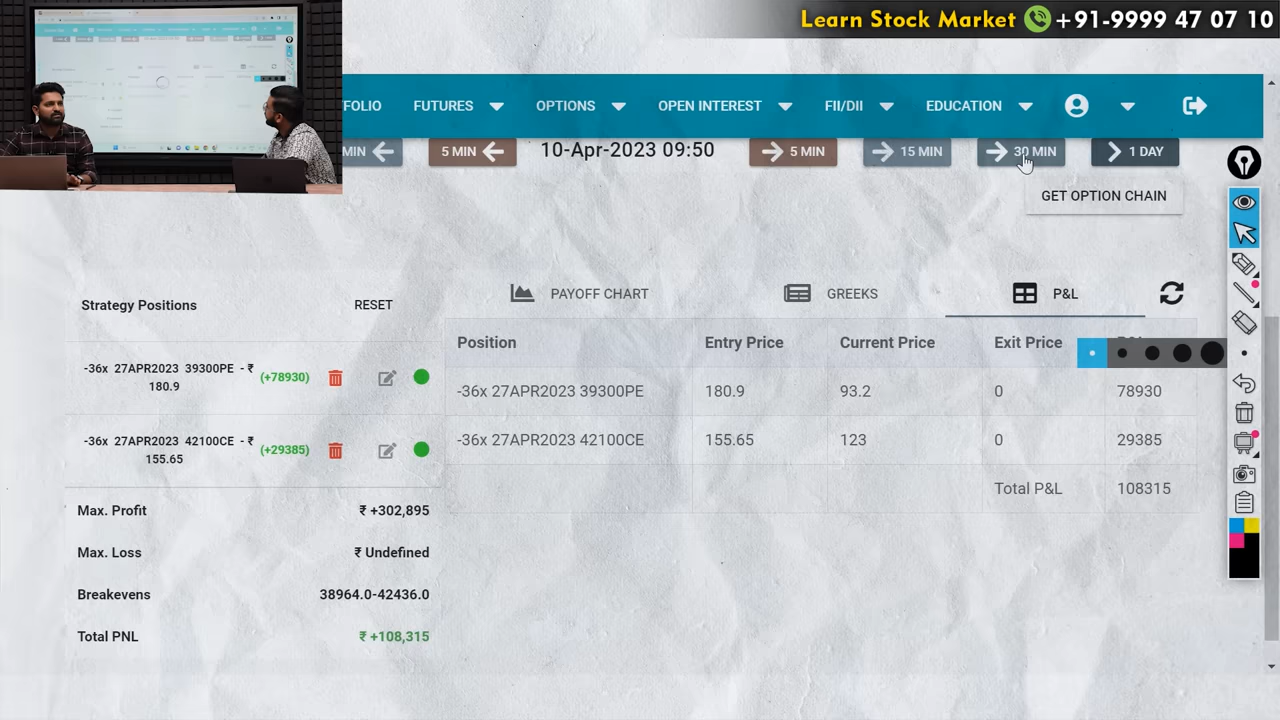 Learn Stock Market +91-9999 47 07 10
FOLIO FUTURES OPTIONS OPEN INTEREST FII/DII EDUCATION
MIN 5 MIN 10-Apr-2023 09:50 5 MIN 15 MIN 30 MIN 1 DAY
GET OPTION CHAIN
Strategy Positions RESET
PAYOFF CHART GREEKS P&L
Position Entry Price Current Price Exit Price
-36x 27APR2023 39300PE - ₹ 180.9 (+78930)
-36x 27APR2023 39300PE 180.9 93.2 0 78930
-36x 27APR2023 42100CE - ₹ 155.65 (+29385)
-36x 27APR2023 42100CE 155.65 123 0 29385
Total P&L 108315
Max. Profit ₹ +302,895
Max. Loss ₹ Undefined
Breakevens 38964.0-42436.0
Total PNL ₹ +108,315